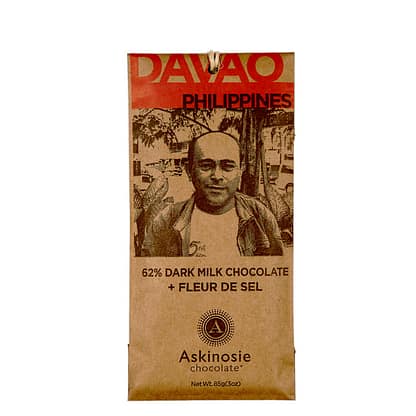 DAVAO
PHILIPPINES
62% DARK MILK CHOCOLATE
+ FLEUR DE SEL
A
Askinosie
chocolate®
Net Wt. 85g(3oz)